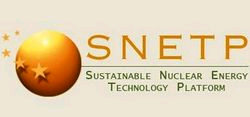 SNETP
SUSTAINABLE NUCLEAR ENERGY
TECHNOLOGY PLATFORM